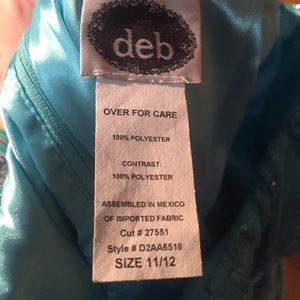 deb
OVER FOR CARE
100% POLYESTER
CONTRAST:
100% POLYESTER
ASSEMBLED IN MEXICO
OF IMPORTED FABRIC
Cut # 27551
Style # D2AA6518
SIZE 11/12